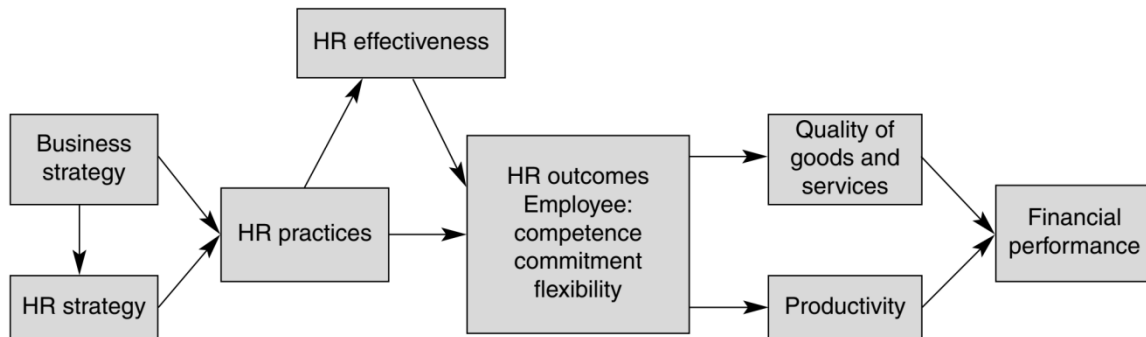 HR effectiveness
Business
strategy
HR strategy
HR practices
HR outcomes
Employee:
competence
commitment
flexibility
Quality of
goods and
services
Productivity
Financial
performance